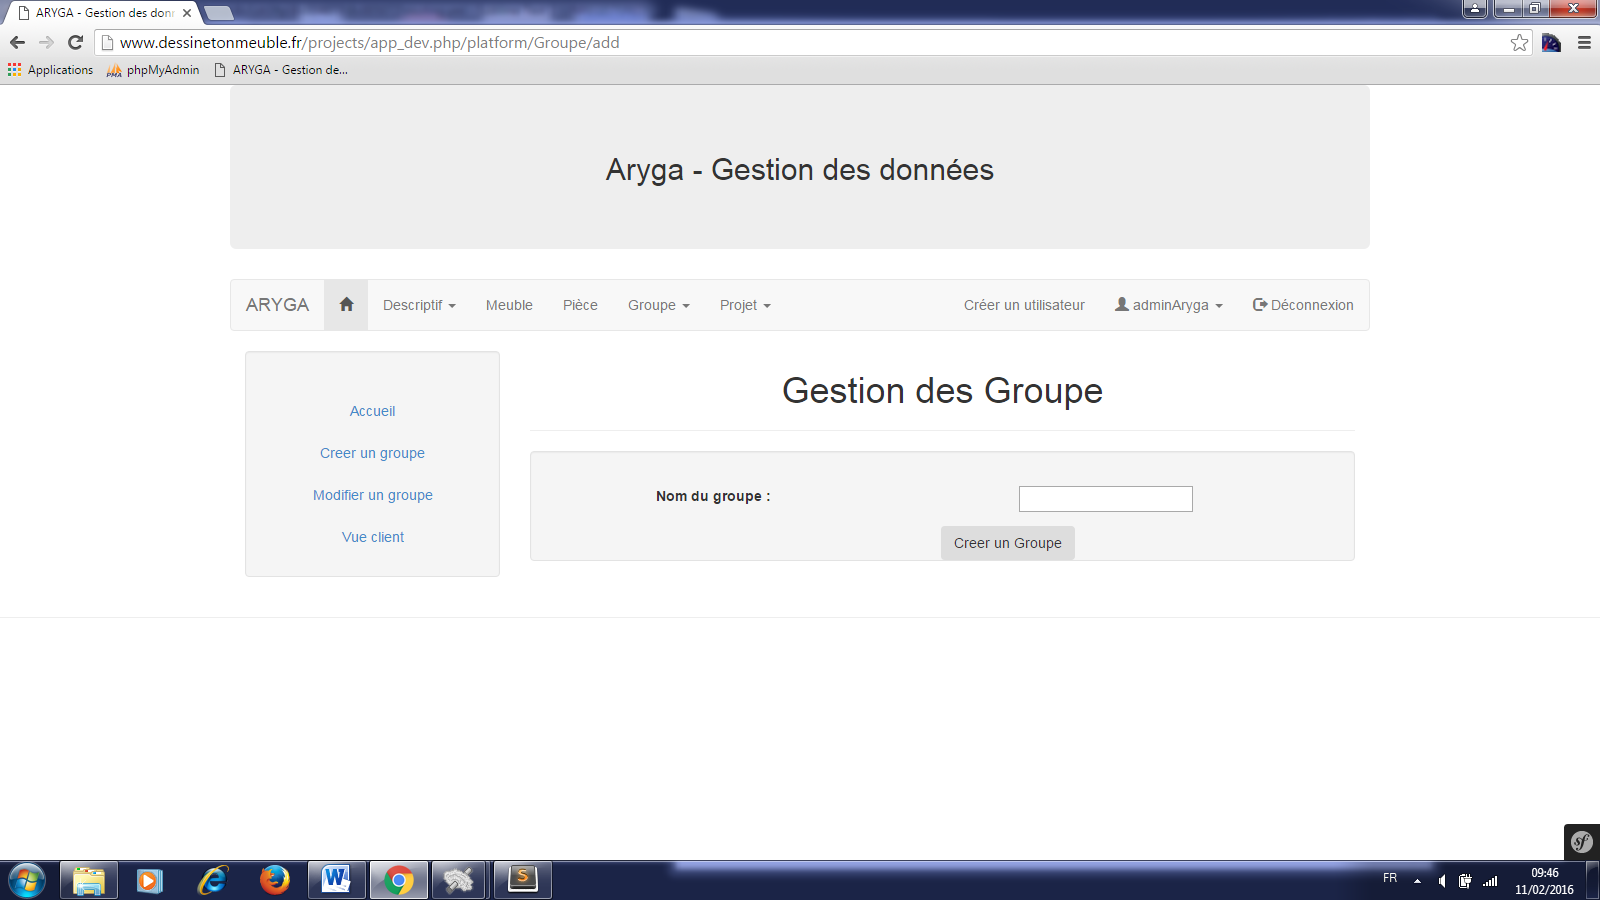 ARYGA - Gestion des don
www.dessinetonmeuble.fr/projects/app_dev.php/platform/Groupe/add
Applications phpMyAdmin ARYGA - Gestion de...
Aryga - Gestion des données
ARYGA Descriptif Meuble Pièce Groupe Projet Créer un utilisateur adminAryga Déconnexion
Accueil
Creer un groupe
Modifier un groupe
Vue client
Gestion des Groupe
Nom du groupe :
Creer un Groupe
sf
FR
09:46
11/02/2016